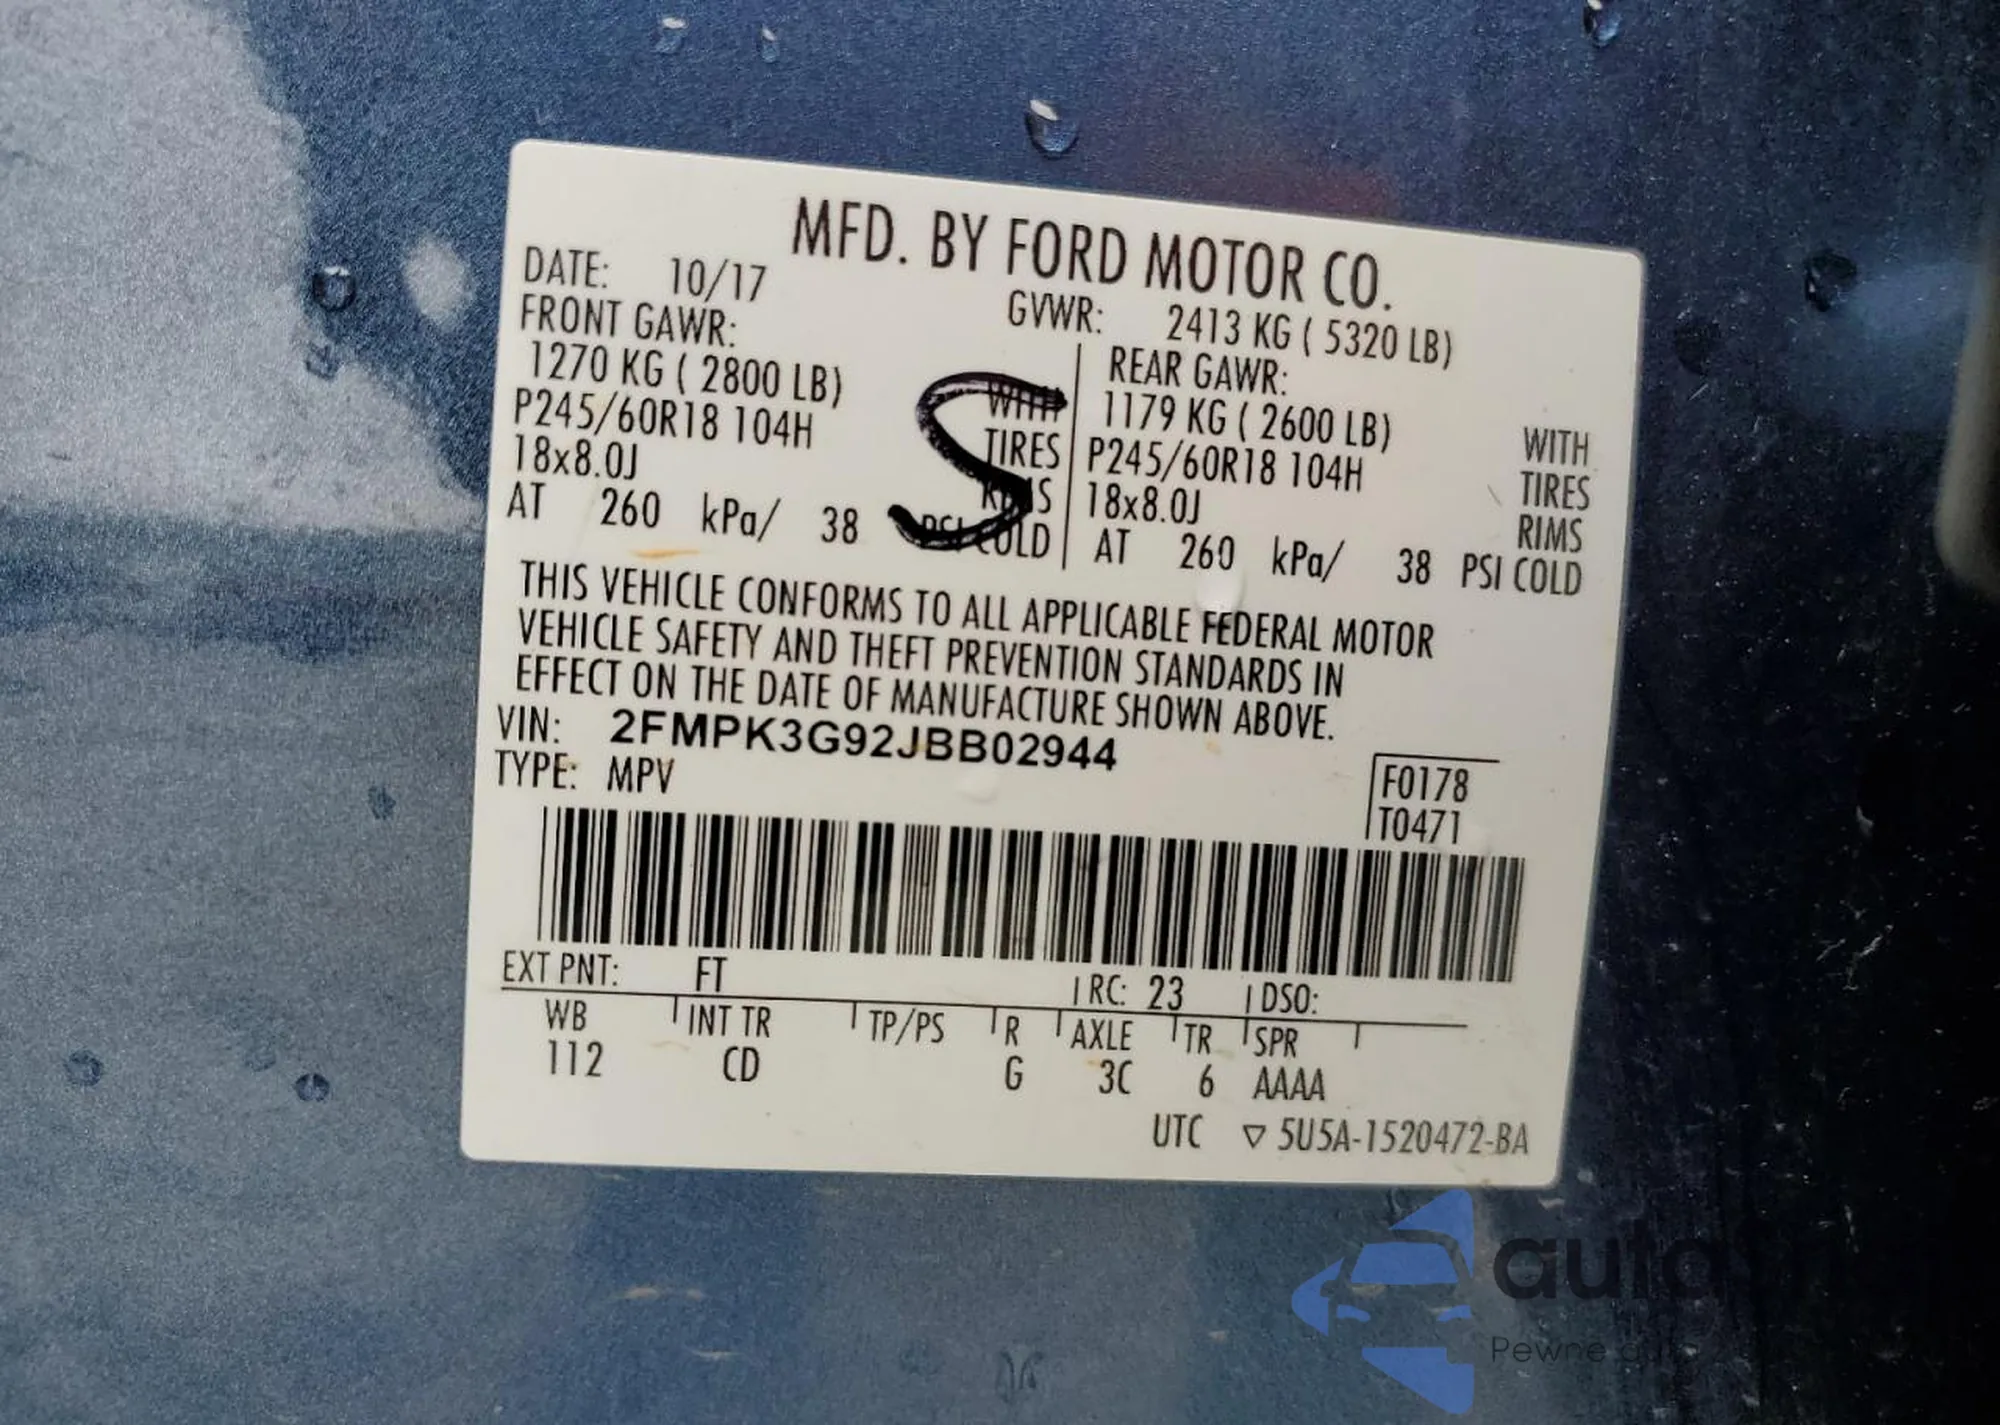 MFD. BY FORD MOTOR CO.
DATE: 10/17
GVWR: 2413 KG ( 5320 LB)
FRONT GAWR:
1270 KG ( 2800 LB) WITH
P245/60R18 104H TIRES
18x8.0J RIMS
AT 260 kPa/ 38 PSI COLD
REAR GAWR:
1179 KG ( 2600 LB) WITH
P245/60R18 104H TIRES
18x8.0J RIMS
AT 260 kPa/ 38 PSI COLD
S
THIS VEHICLE CONFORMS TO ALL APPLICABLE FEDERAL MOTOR
VEHICLE SAFETY AND THEFT PREVENTION STANDARDS IN
EFFECT ON THE DATE OF MANUFACTURE SHOWN ABOVE.
VIN: 2FMPK3G92JBB02944
TYPE: MPV
F0178
T0471
EXT PNT: FT RC: 23 DSO:
WB INT TR TP/PS R AXLE TR SPR
112 CD G 3C 6 AAAA
UTC ▽ 5U5A-1520472-BA
Pewne